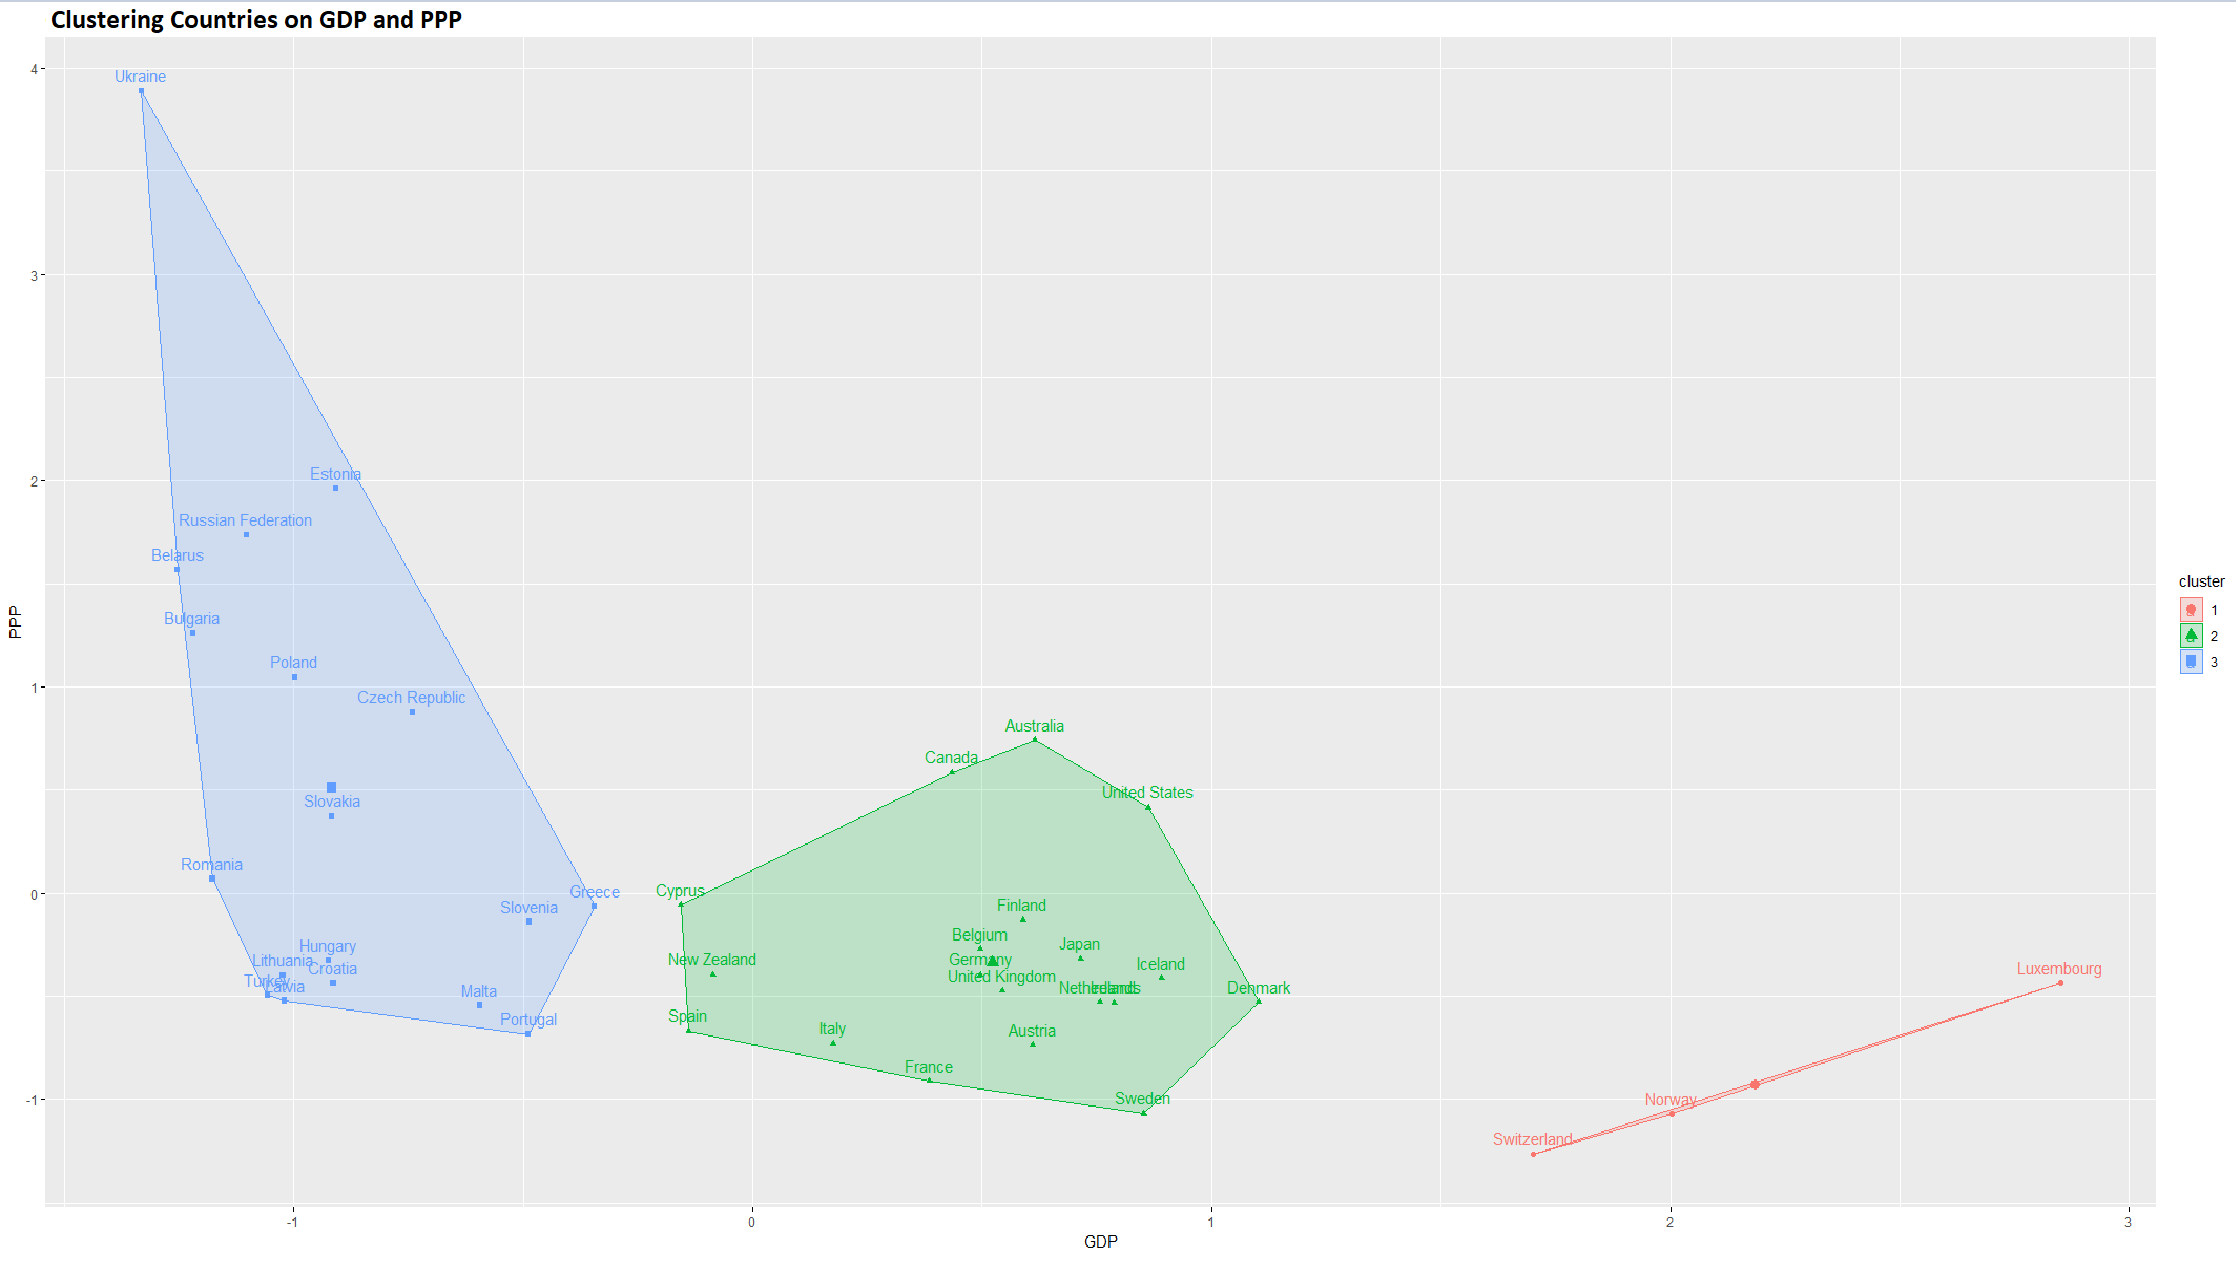 Clustering Countries on GDP and PPP
4
Ukraine
3
2
Estonia
Russian Federation
Belarus
Bulgaria
cluster
1
2
3
PPP
Poland
1
Czech Republic
Australia
Canada
United States
Slovakia
Romania
0
Greece
Cyprus
Slovenia
Finland
Belgium
Hungary
Japan
Lithuania
New Zealand
Germany
Iceland
Croatia
Luxembourg
United Kingdom
Turkey
Latvia
Malta
Netherlands
Ireland
Denmark
Portugal
Spain
Italy
Austria
France
-1
Sweden
Norway
Switzerland
-1
0
1
2
3
GDP